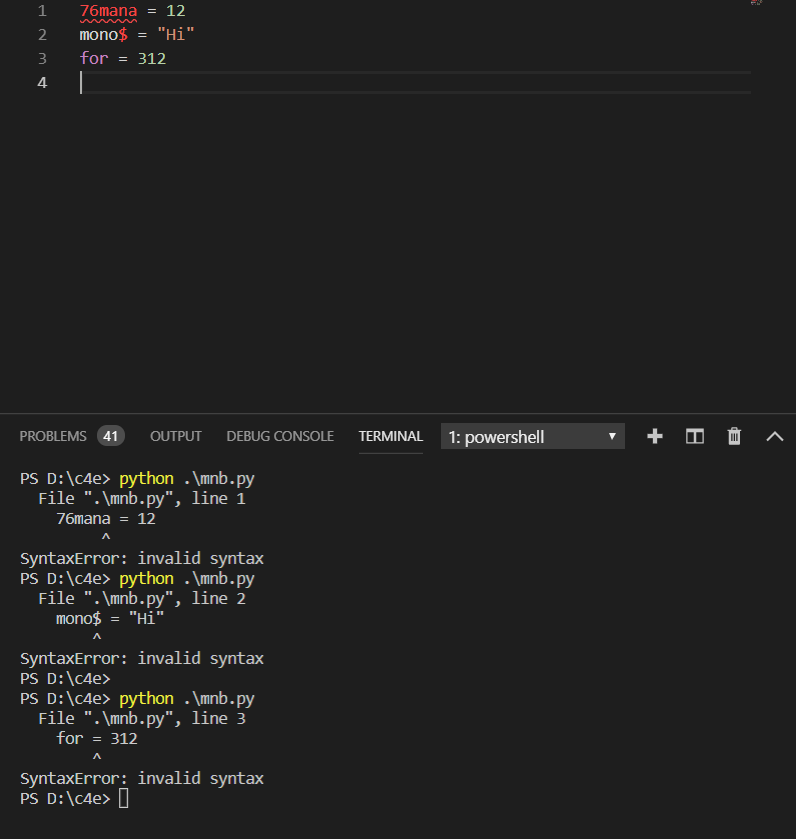 1 76mana = 12
2 mono$ = "Hi"
3 for = 312
4
PROBLEMS 41 OUTPUT DEBUG CONSOLE TERMINAL 1: powershell
PS D:\c4e> python .\mnb.py
  File ".\mnb.py", line 1
    76mana = 12
         ^
SyntaxError: invalid syntax
PS D:\c4e> python .\mnb.py
  File ".\mnb.py", line 2
    mono$ = "Hi"
        ^
SyntaxError: invalid syntax
PS D:\c4e>
PS D:\c4e> python .\mnb.py
  File ".\mnb.py", line 3
    for = 312
        ^
SyntaxError: invalid syntax
PS D:\c4e>